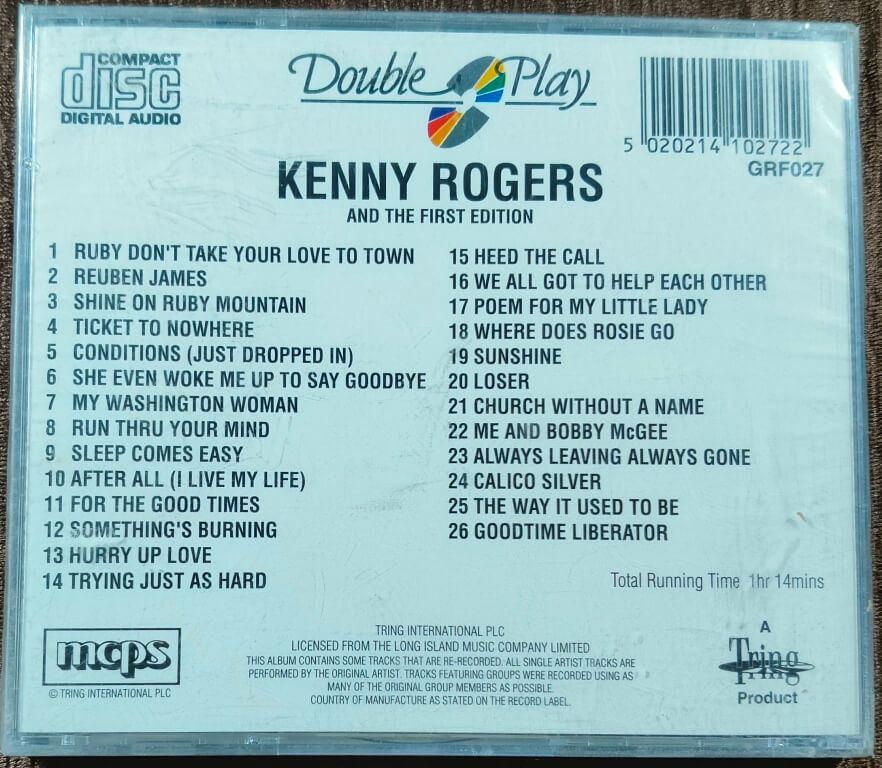 COMPACT
disc
DIGITAL AUDIO
Double Play
5 020214 102722
GRF027
KENNY ROGERS
AND THE FIRST EDITION
1 RUBY DON'T TAKE YOUR LOVE TO TOWN
2 REUBEN JAMES
3 SHINE ON RUBY MOUNTAIN
4 TICKET TO NOWHERE
5 CONDITIONS (JUST DROPPED IN)
6 SHE EVEN WOKE ME UP TO SAY GOODBYE
7 MY WASHINGTON WOMAN
8 RUN THRU YOUR MIND
9 SLEEP COMES EASY
10 AFTER ALL (I LIVE MY LIFE)
11 FOR THE GOOD TIMES
12 SOMETHING'S BURNING
13 HURRY UP LOVE
14 TRYING JUST AS HARD
15 HEED THE CALL
16 WE ALL GOT TO HELP EACH OTHER
17 POEM FOR MY LITTLE LADY
18 WHERE DOES ROSIE GO
19 SUNSHINE
20 LOSER
21 CHURCH WITHOUT A NAME
22 ME AND BOBBY McGEE
23 ALWAYS LEAVING ALWAYS GONE
24 CALICO SILVER
25 THE WAY IT USED TO BE
26 GOODTIME LIBERATOR
Total Running Time 1hr 14mins
mcps
© TRING INTERNATIONAL PLC
TRING INTERNATIONAL PLC
LICENSED FROM THE LONG ISLAND MUSIC COMPANY LIMITED
THIS ALBUM CONTAINS SOME TRACKS THAT ARE RE-RECORDED. ALL SINGLE ARTIST TRACKS ARE
PERFORMED BY THE ORIGINAL ARTIST. TRACKS FEATURING GROUPS WERE RECORDED USING AS
MANY OF THE ORIGINAL GROUP MEMBERS AS POSSIBLE.
COUNTRY OF MANUFACTURE AS STATED ON THE RECORD LABEL.
A
Tring
Product